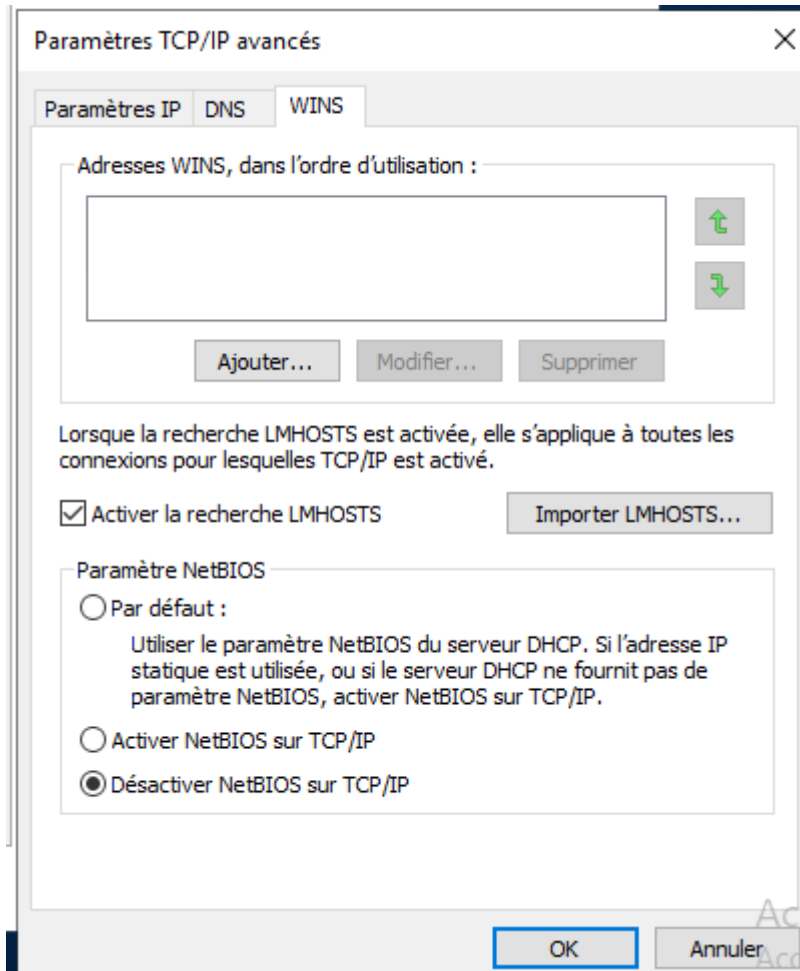 Paramètres TCP/IP avancés
Paramètres IP
DNS
WINS
Adresses WINS, dans l’ordre d’utilisation :
Ajouter...
Modifier...
Supprimer
Lorsque la recherche LMHOSTS est activée, elle s’applique à toutes les
connexions pour lesquelles TCP/IP est activé.
Activer la recherche LMHOSTS
Importer LMHOSTS...
Paramètre NetBIOS
Par défaut :
Utiliser le paramètre NetBIOS du serveur DHCP. Si l’adresse IP
statique est utilisée, ou si le serveur DHCP ne fournit pas de
paramètre NetBIOS, activer NetBIOS sur TCP/IP.
Activer NetBIOS sur TCP/IP
Désactiver NetBIOS sur TCP/IP
OK
Annuler